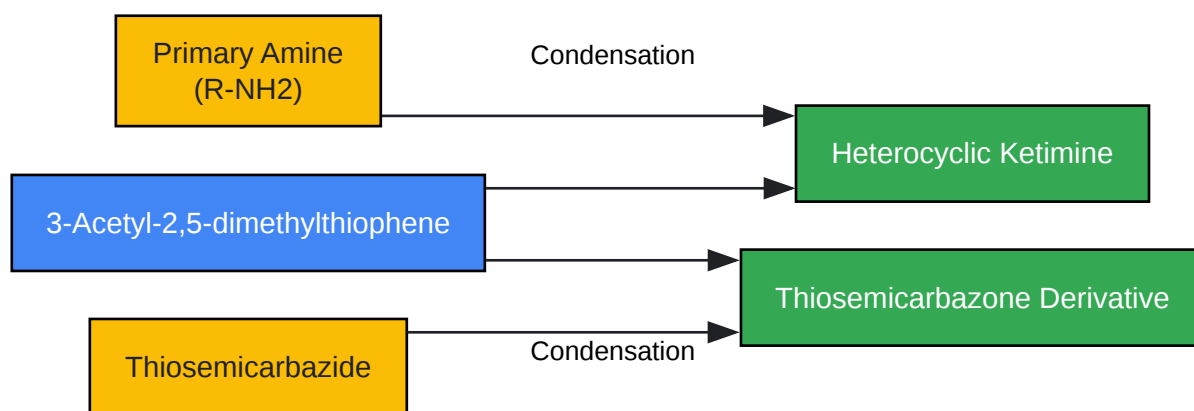 Primary Amine
(R-NH2)
Condensation
Heterocyclic Ketimine
3-Acetyl-2,5-dimethylthiophene
Thiosemicarbazone Derivative
Condensation
Thiosemicarbazide